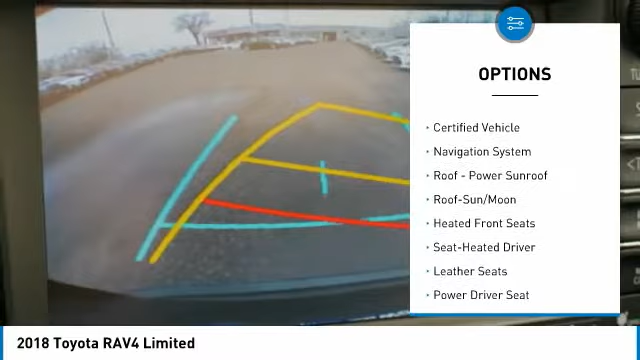 OPTIONS
· Certified Vehicle
· Navigation System
· Roof - Power Sunroof
· Roof-Sun/Moon
· Heated Front Seats
· Seat-Heated Driver
· Leather Seats
· Power Driver Seat
2018 Toyota RAV4 Limited